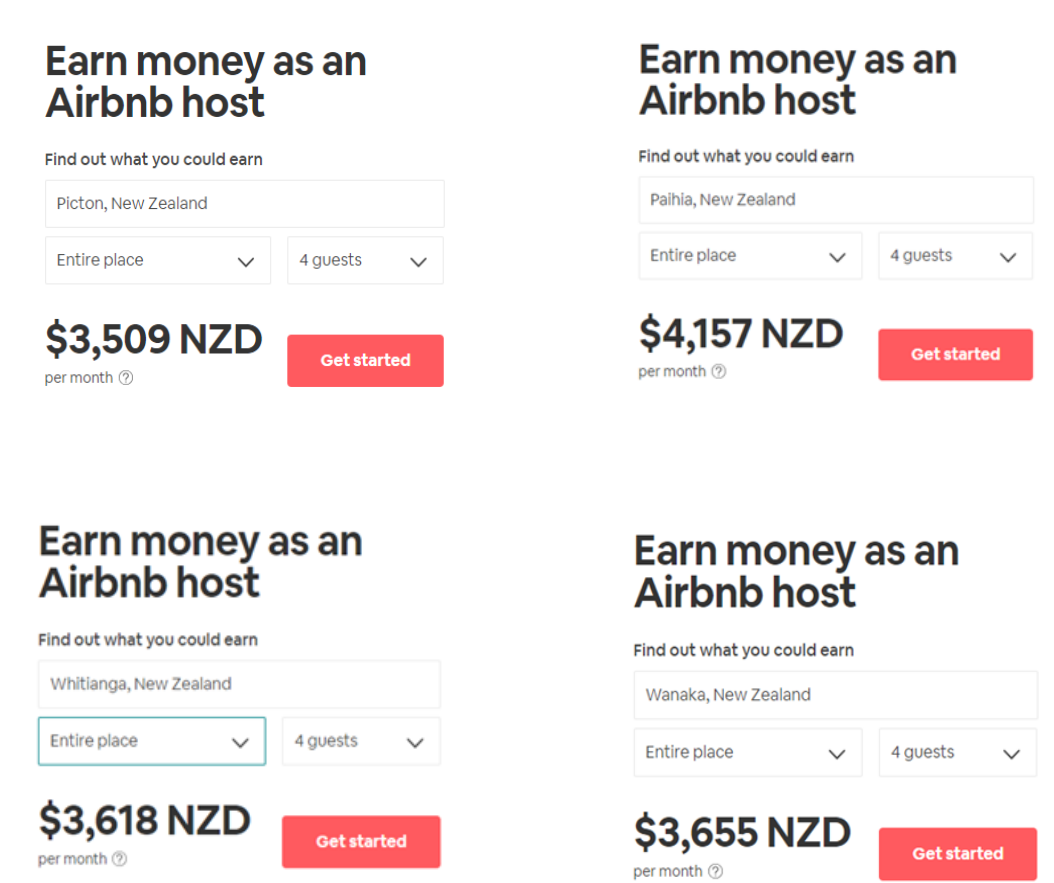 Earn money as an
Airbnb host
Find out what you could earn
Picton, New Zealand
Entire place
4 guests
$3,509 NZD
per month ?
Get started
Earn money as an
Airbnb host
Find out what you could earn
Paihia, New Zealand
Entire place
4 guests
$4,157 NZD
per month ?
Get started
Earn money as an
Airbnb host
Find out what you could earn
Whitianga, New Zealand
Entire place
4 guests
$3,618 NZD
per month ?
Get started
Earn money as an
Airbnb host
Find out what you could earn
Wanaka, New Zealand
Entire place
4 guests
$3,655 NZD
per month ?
Get started